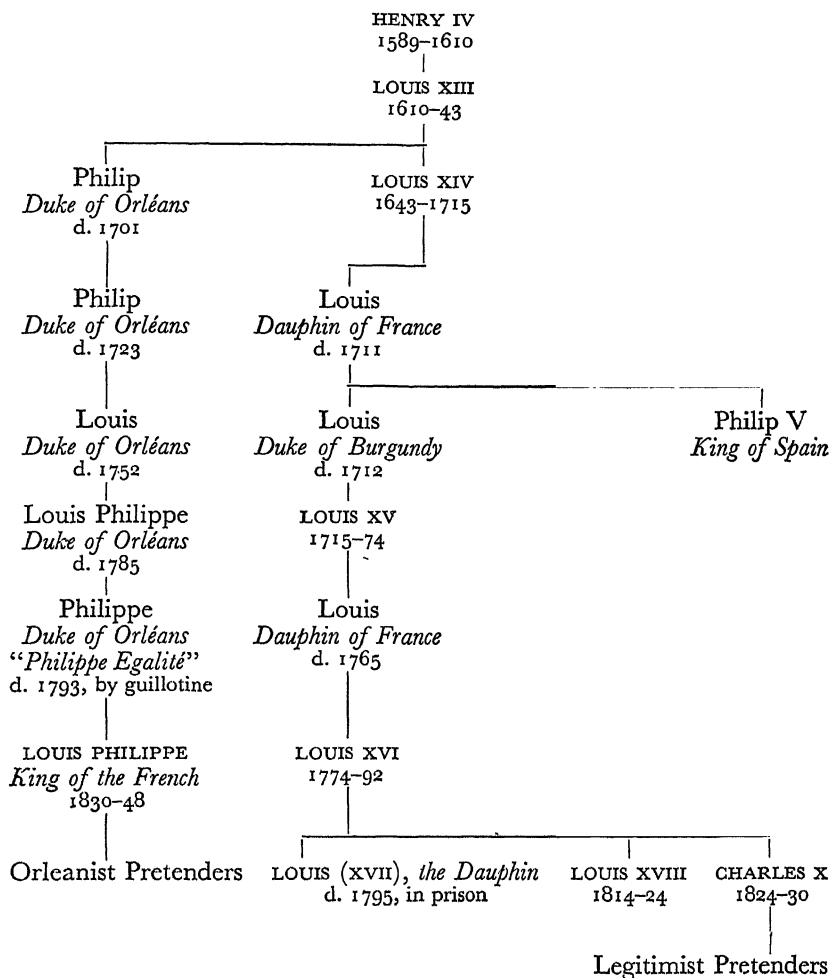 HENRY IV
1589–1610
LOUIS XIII
1610–43
Philip
Duke of Orléans
d. 1701
LOUIS XIV
1643–1715
Philip
Duke of Orléans
d. 1723
Louis
Dauphin of France
d. 1711
Louis
Duke of Orléans
d. 1752
Louis
Duke of Burgundy
d. 1712
Philip V
King of Spain
Louis Philippe
Duke of Orléans
d. 1785
LOUIS XV
1715–74
Philippe
Duke of Orléans
“Philippe Egalité”
d. 1793, by guillotine
Louis
Dauphin of France
d. 1765
LOUIS PHILIPPE
King of the French
1830–48
LOUIS XVI
1774–92
Orleanist Pretenders
LOUIS (XVII), the Dauphin
d. 1795, in prison
LOUIS XVIII
1814–24
CHARLES X
1824–30
Legitimist Pretenders